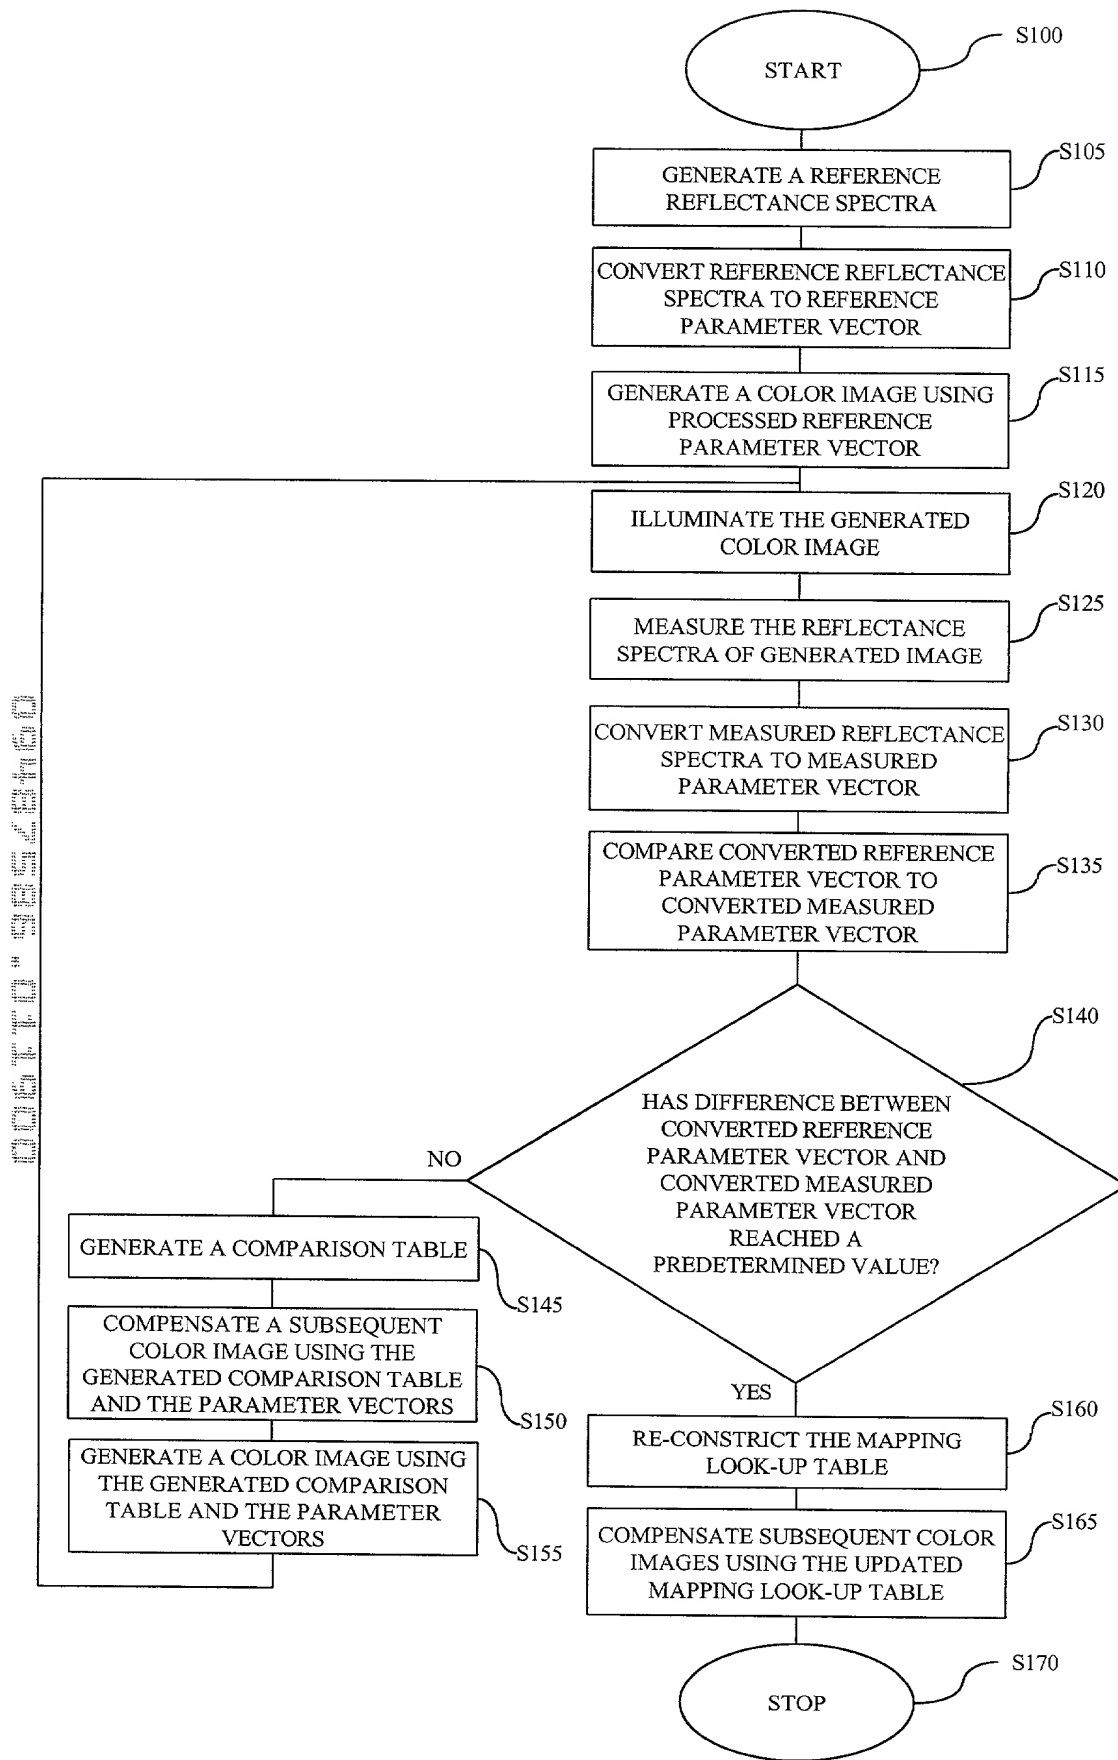 START
S100
GENERATE A REFERENCE
REFLECTANCE SPECTRA
S105
CONVERT REFERENCE REFLECTANCE
SPECTRA TO REFERENCE
PARAMETER VECTOR
S110
GENERATE A COLOR IMAGE USING
PROCESSED REFERENCE
PARAMETER VECTOR
S115
ILLUMINATE THE GENERATED
COLOR IMAGE
S120
MEASURE THE REFLECTANCE
SPECTRA OF GENERATED IMAGE
S125
CONVERT MEASURED REFLECTANCE
SPECTRA TO MEASURED
PARAMETER VECTOR
S130
COMPARE CONVERTED REFERENCE
PARAMETER VECTOR TO
CONVERTED MEASURED
PARAMETER VECTOR
S135
HAS DIFFERENCE BETWEEN
CONVERTED REFERENCE
PARAMETER VECTOR AND
CONVERTED MEASURED
PARAMETER VECTOR
REACHED A
PREDETERMINED VALUE?
S140
NO
GENERATE A COMPARISON TABLE
S145
COMPENSATE A SUBSEQUENT
COLOR IMAGE USING THE
GENERATED COMPARISON TABLE
AND THE PARAMETER VECTORS
S150
GENERATE A COLOR IMAGE USING
THE GENERATED COMPARISON
TABLE AND THE PARAMETER
VECTORS
S155
YES
RE-CONSTRICT THE MAPPING
LOOK-UP TABLE
S160
COMPENSATE SUBSEQUENT COLOR
IMAGES USING THE UPDATED
MAPPING LOOK-UP TABLE
S165
STOP
S170